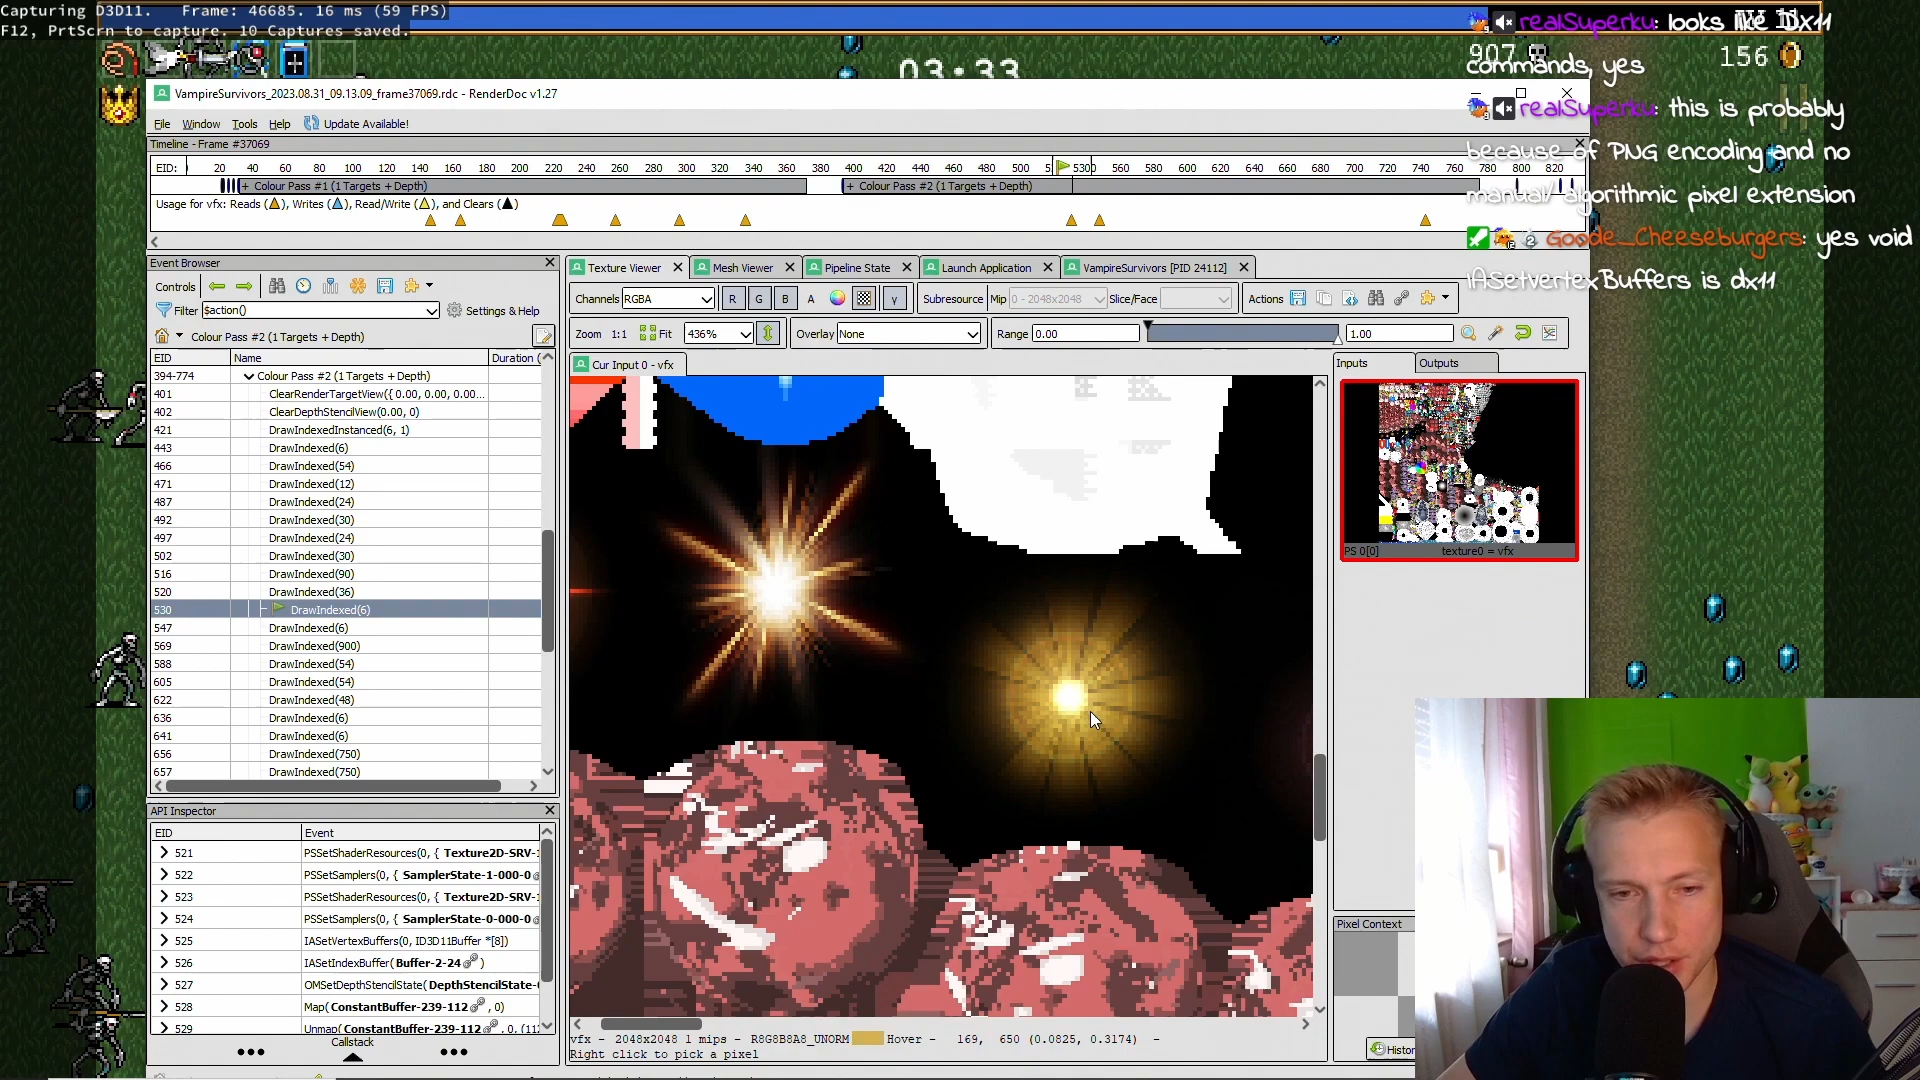 Capturing D3D11. Frame: 46685. 16 ms (59 FPS)
F12, PrtScrn to capture. 10 Captures saved.
907
156
03:33
realSuperku: looks like Dx11
commands, yes
realSuperku: this is probably
because of PNG encoding and no
manual/algorithmic pixel extension
Goode_Cheeseburgers: yes void
IASetvertexBuffers is dx11
VampireSurvivors_2023.08.31_09.13.09_frame37069.rdc - RenderDoc v1.27
File Window Tools Help Update Available!
Timeline - Frame #37069
EID: 20 40 60 80 100 120 140 160 180 200 220 240 260 280 300 320 340 360 380 400 420 440 460 480 500 5 530 560 580 600 620 640 660 680 700 720 740 760 780 800 820
+ Colour Pass #1 (1 Targets + Depth)
+ Colour Pass #2 (1 Targets + Depth)
Usage for vfx: Reads ( ), Writes ( ), Read/Write ( ), and Clears ( )
Event Browser
Controls
Filter $action() Settings & Help
Colour Pass #2 (1 Targets + Depth)
EID Name Duration (
394-774 Colour Pass #2 (1 Targets + Depth)
401 ClearRenderTargetView({ 0.00, 0.00, 0.00...
402 ClearDepthStencilView(0.00, 0)
421 DrawIndexedInstanced(6, 1)
443 DrawIndexed(6)
466 DrawIndexed(54)
471 DrawIndexed(12)
487 DrawIndexed(24)
492 DrawIndexed(30)
497 DrawIndexed(24)
502 DrawIndexed(30)
516 DrawIndexed(90)
520 DrawIndexed(36)
530 DrawIndexed(6)
547 DrawIndexed(6)
569 DrawIndexed(900)
588 DrawIndexed(54)
605 DrawIndexed(54)
622 DrawIndexed(48)
636 DrawIndexed(6)
641 DrawIndexed(6)
656 DrawIndexed(750)
657 DrawIndexed(750)
API Inspector
EID Event
521 PSSetShaderResources(0, { Texture2D-SRV-1
522 PSSetSamplers(0, { SamplerState-1-000-0
523 PSSetShaderResources(0, { Texture2D-SRV-1
524 PSSetSamplers(0, { SamplerState-0-000-0
525 IASetVertexBuffers(0, ID3D11Buffer *[8])
526 IASetIndexBuffer(Buffer-2-24 )
527 OMSetDepthStencilState(DepthStencilState-
528 Map(ConstantBuffer-239-112 , 0)
529 Unmap(ConstantBuffer-239-112 , 0, (11
Callstack
Texture Viewer Mesh Viewer Pipeline State Launch Application VampireSurvivors [PID 24112]
Channels RGBA R G B A γ Subresource Mip 0 - 2048x2048 Slice/Face Actions
Zoom 1:1 Fit 436% Overlay None Range 0.00 1.00
Cur Input 0 - vfx
Inputs Outputs
PS 0[0] texture0 = vfx
Pixel Context
Histor
vfx - 2048x2048 1 mips - R8G8B8A8_UNORM Hover - 169, 650 (0.0825, 0.3174) -
Right click to pick a pixel